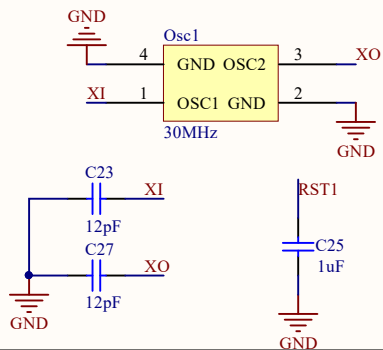 GND
Osc1
4 GND OSC2 3 XO
XI 1 OSC1 GND 2
30MHz
GND
C23
XI
12pF
RST1
C27
C25
XO
1uF
12pF
GND
GND